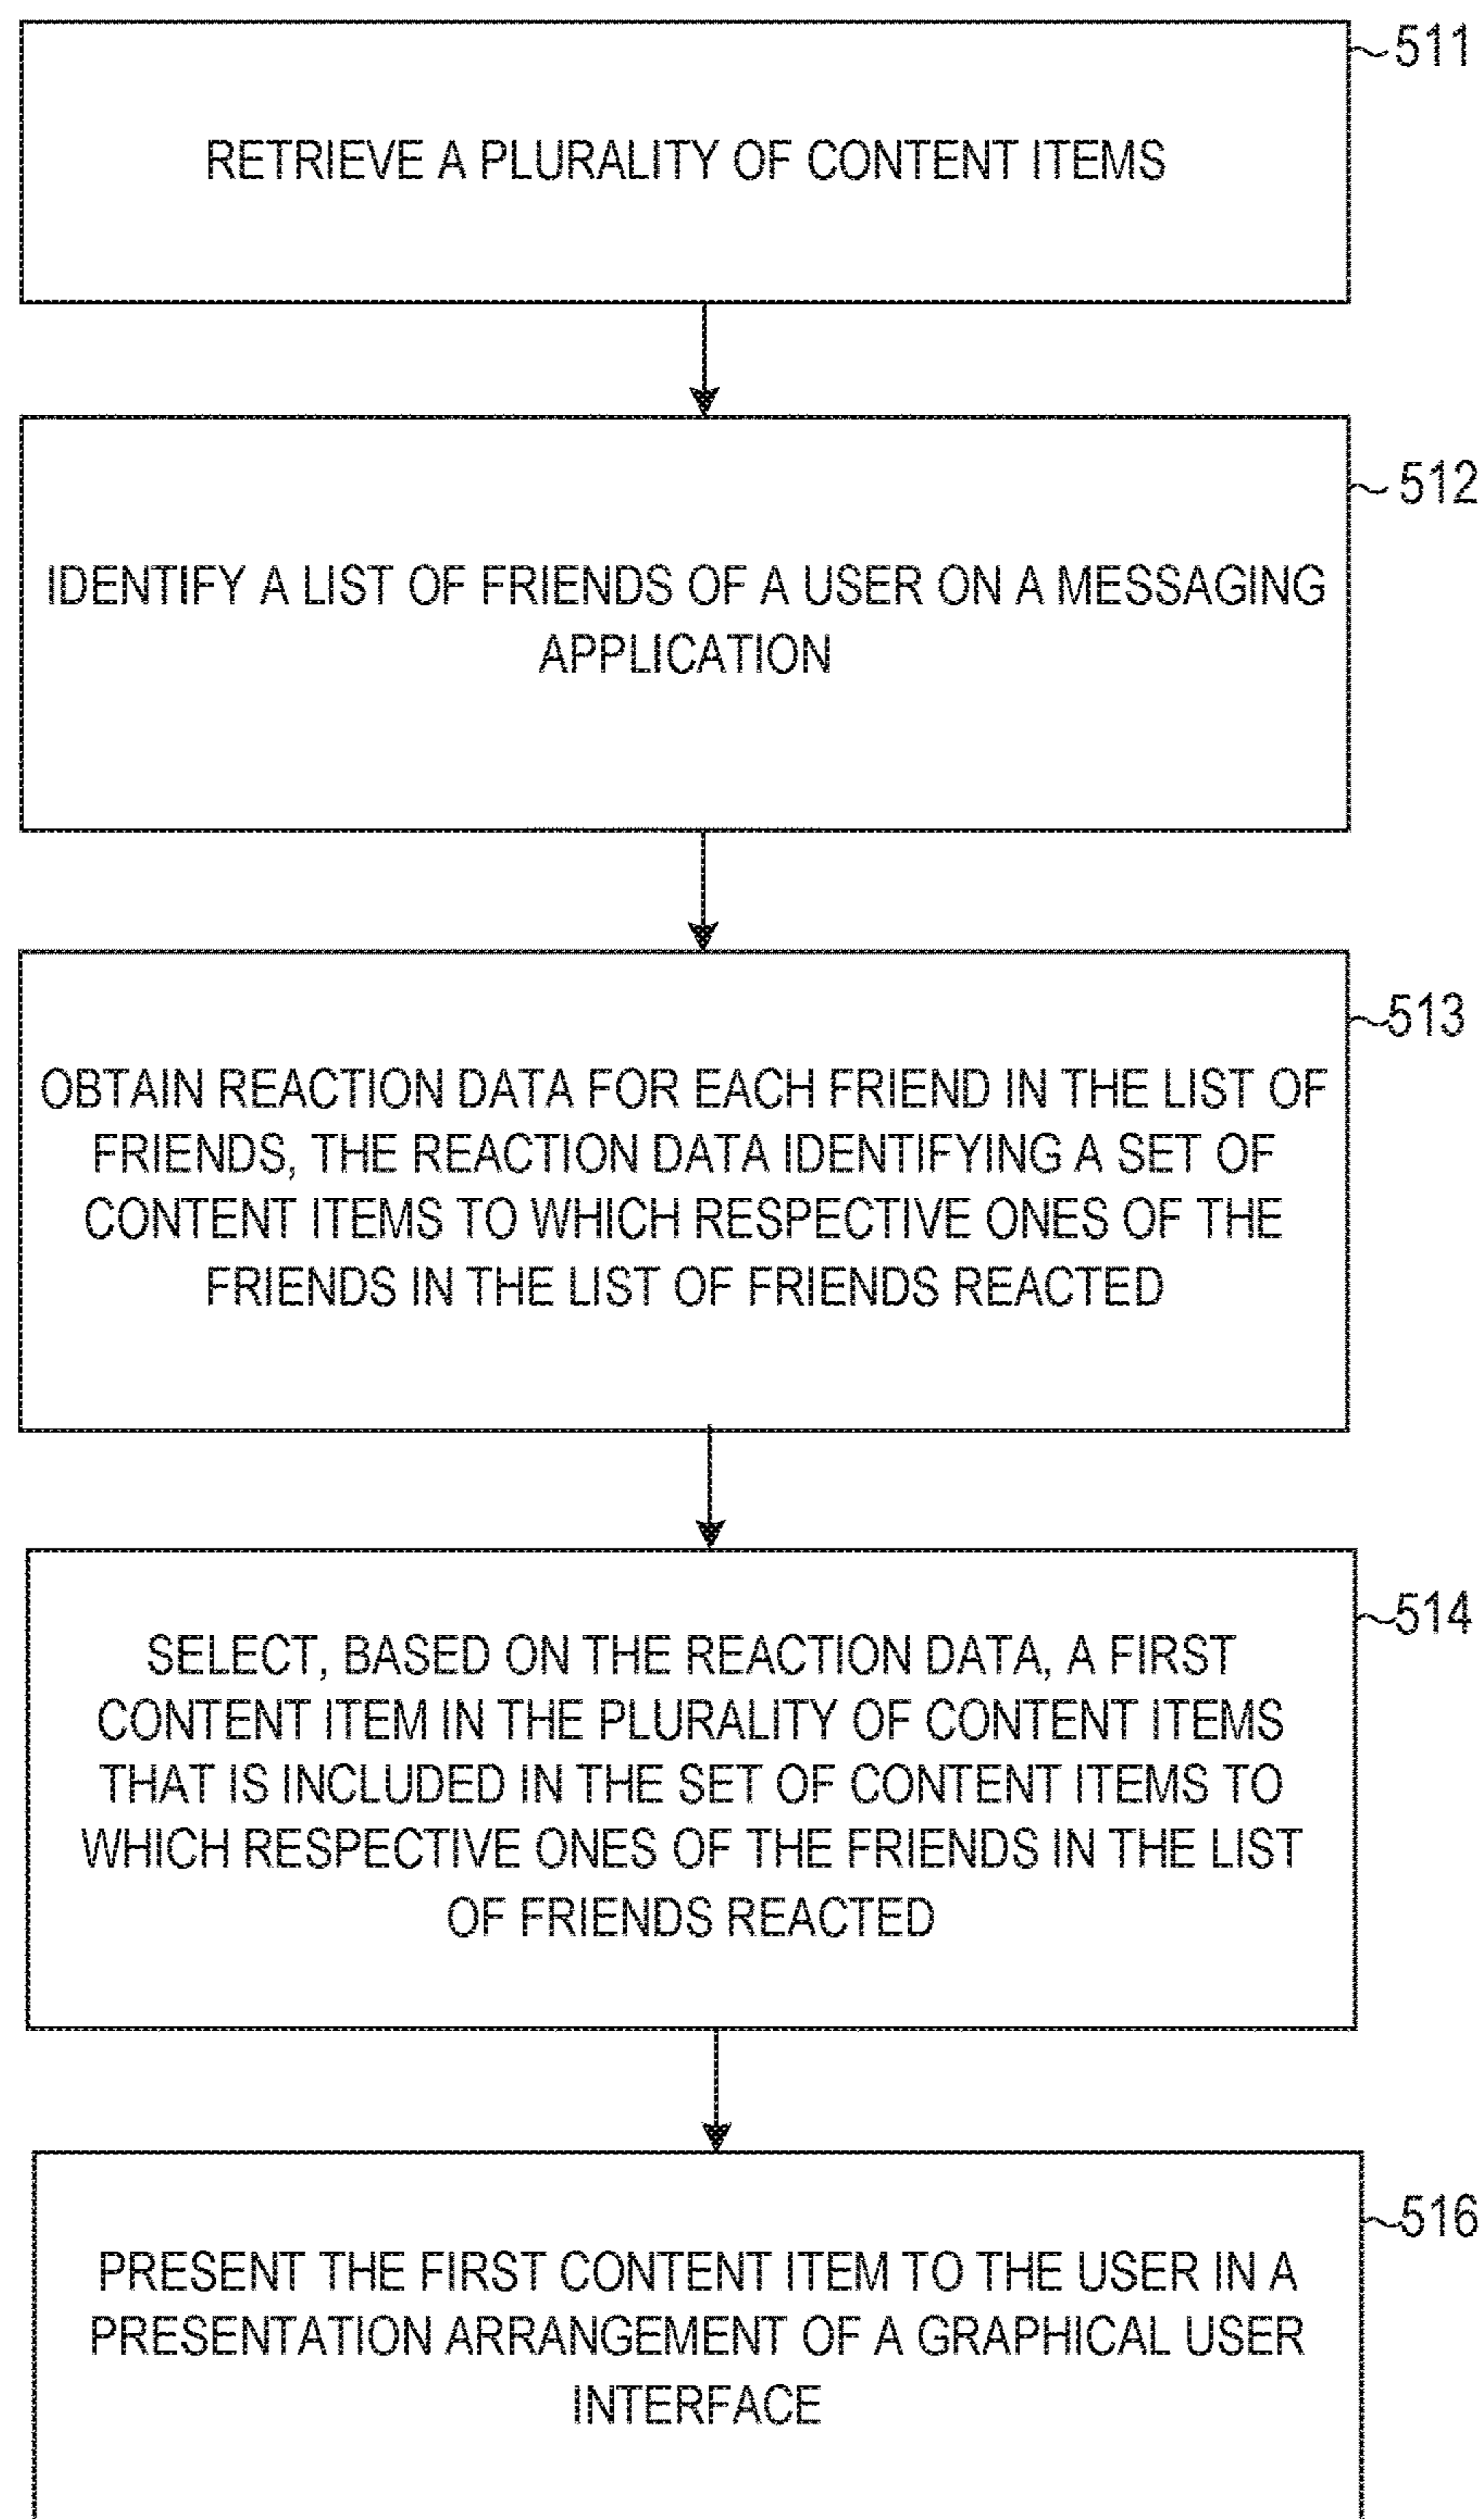 511
RETRIEVE A PLURALITY OF CONTENT ITEMS
512
IDENTIFY A LIST OF FRIENDS OF A USER ON A MESSAGING
APPLICATION
513
OBTAIN REACTION DATA FOR EACH FRIEND IN THE LIST OF
FRIENDS, THE REACTION DATA IDENTIFYING A SET OF
CONTENT ITEMS TO WHICH RESPECTIVE ONES OF THE
FRIENDS IN THE LIST OF FRIENDS REACTED
514
SELECT, BASED ON THE REACTION DATA, A FIRST
CONTENT ITEM IN THE PLURALITY OF CONTENT ITEMS
THAT IS INCLUDED IN THE SET OF CONTENT ITEMS TO
WHICH RESPECTIVE ONES OF THE FRIENDS IN THE LIST
OF FRIENDS REACTED
516
PRESENT THE FIRST CONTENT ITEM TO THE USER IN A
PRESENTATION ARRANGEMENT OF A GRAPHICAL USER
INTERFACE